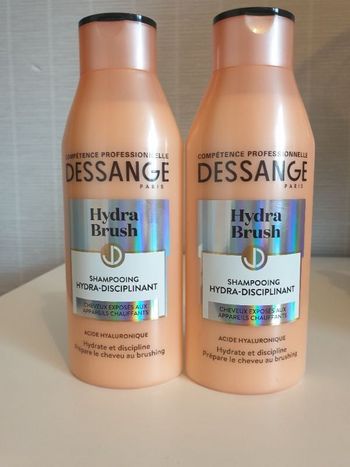 COMPÉTENCE PROFESSIONNELLE
DESSANGE
PARIS
Hydra
Brush
JD
SHAMPOOING
HYDRA-DISCIPLINANT
CHEVEUX EXPOSÉS AUX
APPAREILS CHAUFFANTS
ACIDE HYALURONIQUE
Hydrate et discipline
Prépare le cheveu au brushing
COMPÉTENCE PROFESSIONNELLE
DESSANGE
PARIS
Hydra
Brush
JD
SHAMPOOING
HYDRA-DISCIPLINANT
CHEVEUX EXPOSÉS AUX
APPAREILS CHAUFFANTS
ACIDE HYALURONIQUE
Hydrate et discipline
Prépare le cheveu au brushing